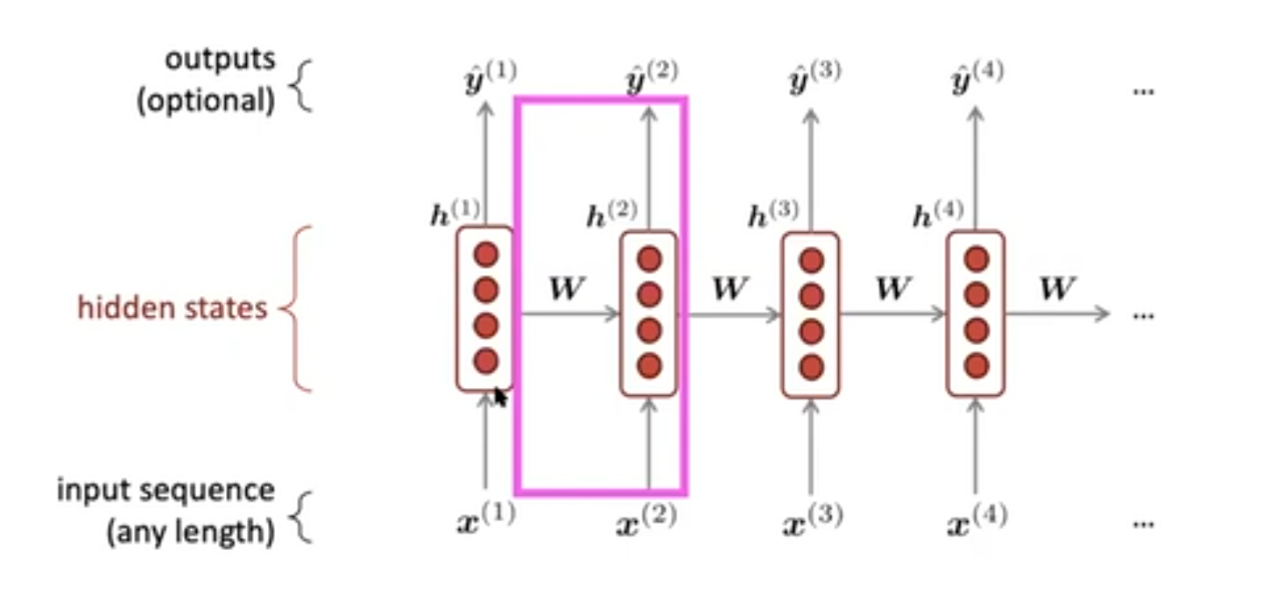 outputs
(optional)
ŷ⁽¹⁾ ŷ⁽²⁾ ŷ⁽³⁾ ŷ⁽⁴⁾ ...
h⁽¹⁾ h⁽²⁾ h⁽³⁾ h⁽⁴⁾
hidden states
W W W W ...
input sequence
(any length)
x⁽¹⁾ x⁽²⁾ x⁽³⁾ x⁽⁴⁾ ...